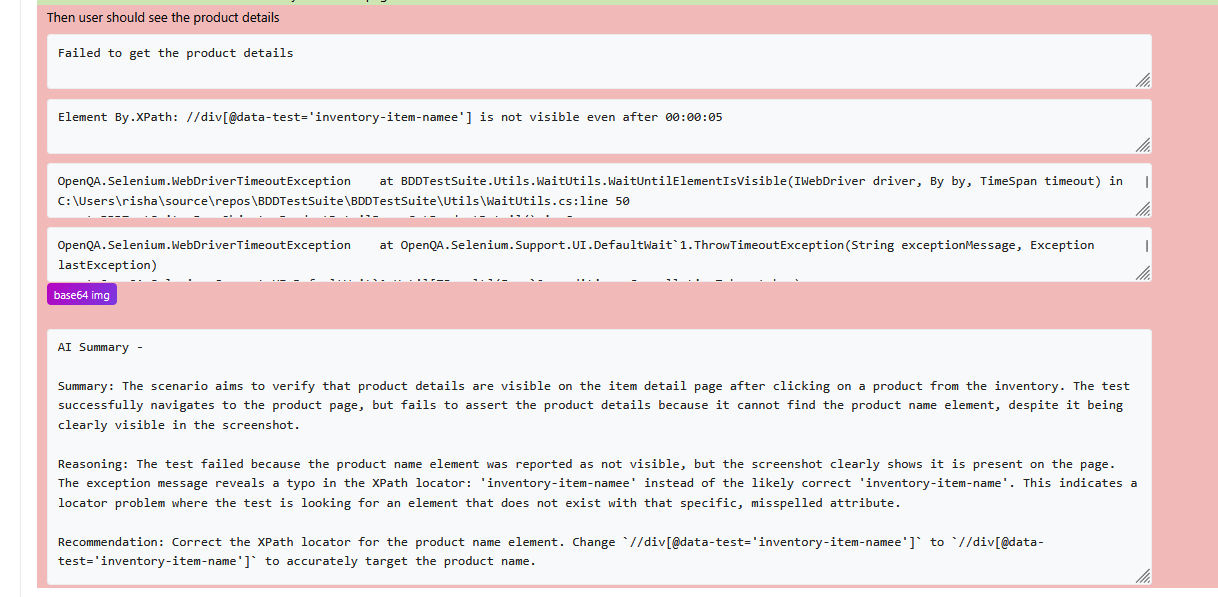 Then user should see the product details
Failed to get the product details
Element By.XPath: //div[@data-test='inventory-item-namee'] is not visible even after 00:00:05
OpenQA.Selenium.WebDriverTimeoutException    at BDDTestSuite.Utils.WaitUtils.WaitUntilElementIsVisible(IWebDriver driver, By by, TimeSpan timeout) in
C:\Users\risha\source\repos\BDDTestSuite\BDDTestSuite\Utils\WaitUtils.cs:line 50
OpenQA.Selenium.WebDriverTimeoutException    at OpenQA.Selenium.Support.UI.DefaultWait`1.ThrowTimeoutException(String exceptionMessage, Exception
lastException)
base64 img
AI Summary -
Summary: The scenario aims to verify that product details are visible on the item detail page after clicking on a product from the inventory. The test
successfully navigates to the product page, but fails to assert the product details because it cannot find the product name element, despite it being
clearly visible in the screenshot.
Reasoning: The test failed because the product name element was reported as not visible, but the screenshot clearly shows it is present on the page.
The exception message reveals a typo in the XPath locator: 'inventory-item-namee' instead of the likely correct 'inventory-item-name'. This indicates a
locator problem where the test is looking for an element that does not exist with that specific, misspelled attribute.
Recommendation: Correct the XPath locator for the product name element. Change `//div[@data-test='inventory-item-namee']` to `//div[@data-
test='inventory-item-name']` to accurately target the product name.